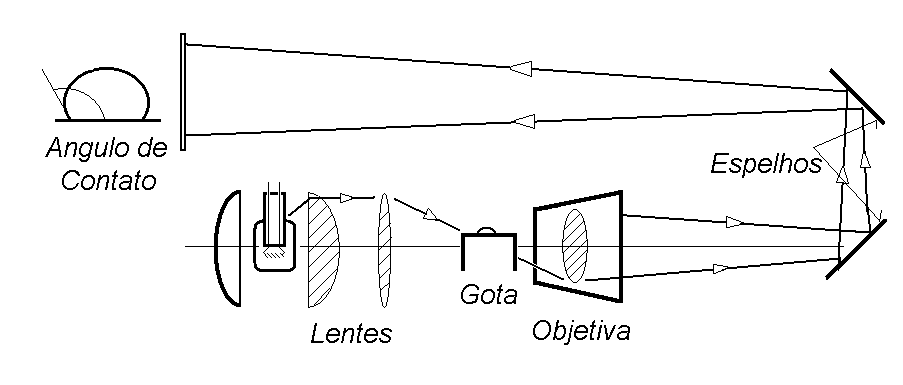 Angulo de
Contato
Espelhos
Gota
Lentes
Objetiva